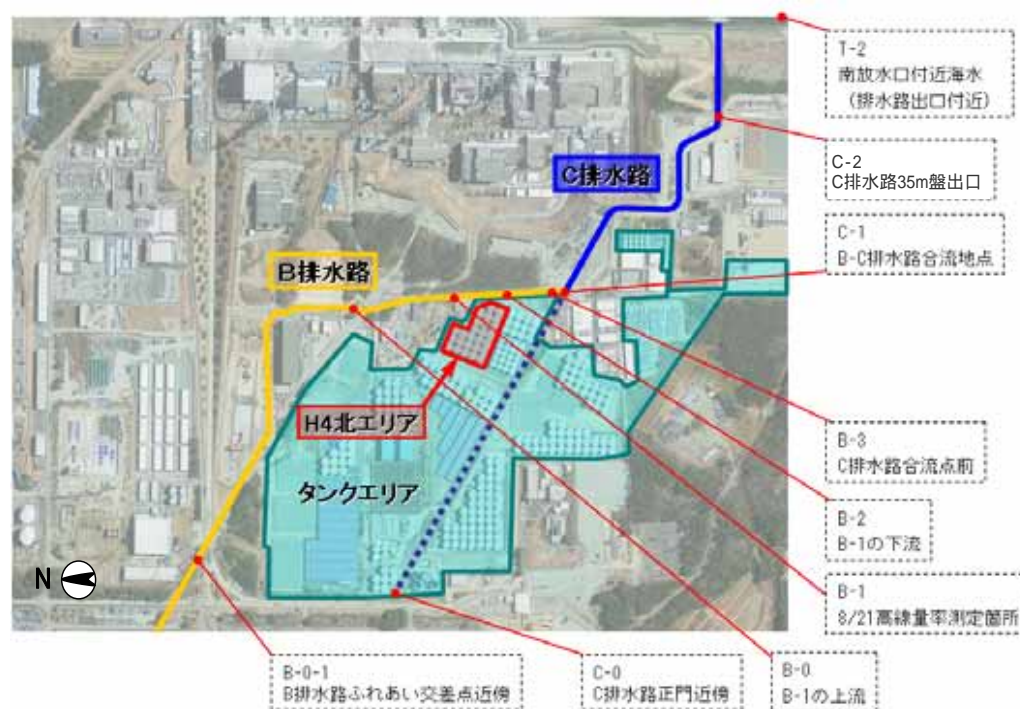 T-2
南放水口付近海水
（排水路出口付近）
C-2
C排水路35m盤出口
C-1
B-C排水路合流地点
C排水路
B排水路
H4北エリア
タンクエリア
B-3
C排水路合流点前
B-2
B-1の下流
B-1
8/21高線量率測定箇所
N
B-0-1
B排水路ふれあい交差点近傍
C-0
C排水路正門近傍
B-0
B-1の上流